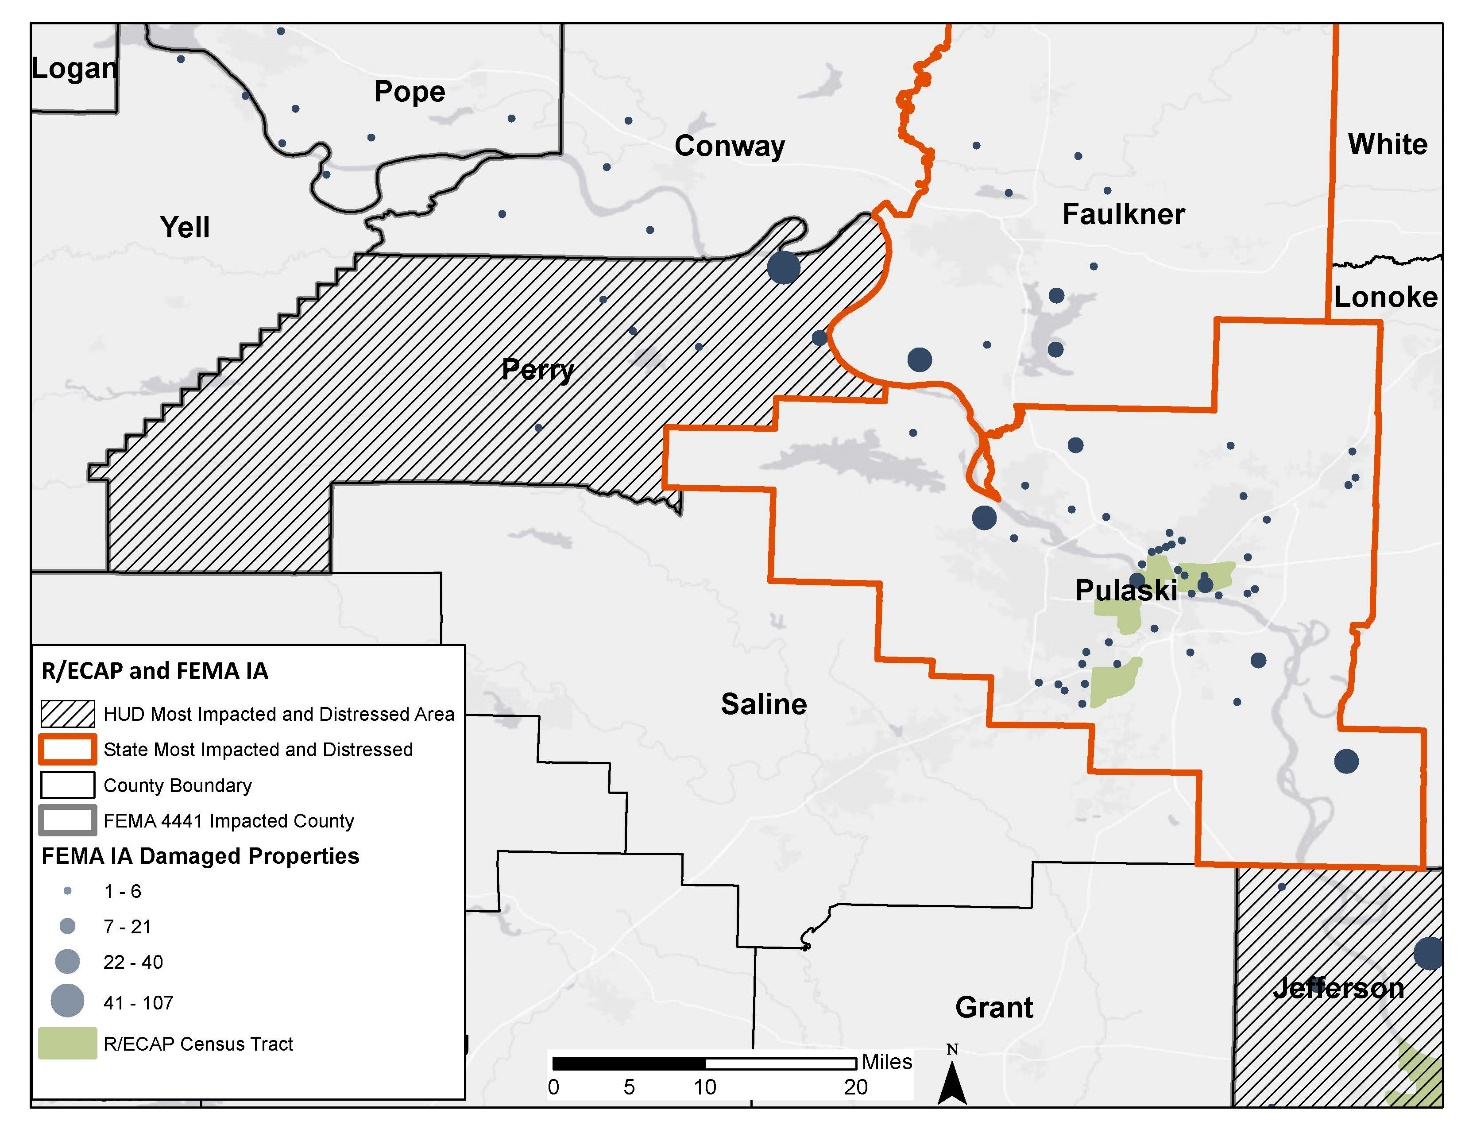 Logan
Pope
Conway
White
Yell
Faulkner
Lonoke
Perry
Pulaski
Saline
Jefferson
Grant
R/ECAP and FEMA IA
HUD Most Impacted and Distressed Area
State Most Impacted and Distressed
County Boundary
FEMA 4441 Impacted County
FEMA IA Damaged Properties
1 - 6
7 - 21
22 - 40
41 - 107
R/ECAP Census Tract
Miles
0 5 10 20
N